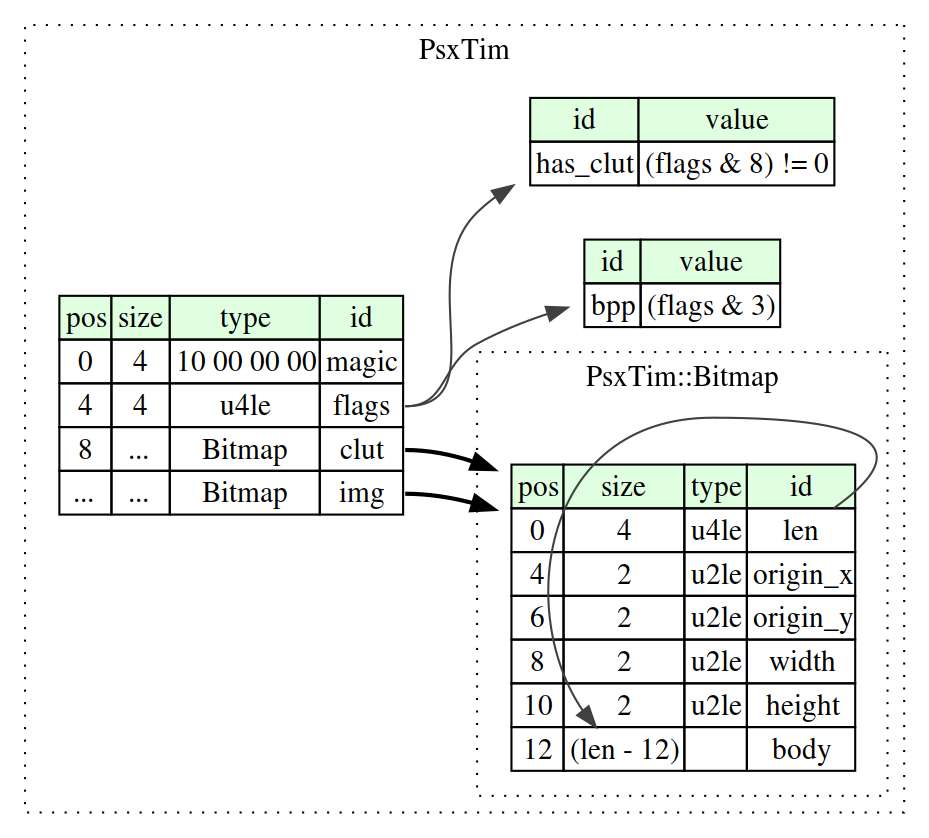 PsxTim
id value
has_clut (flags & 8) != 0
id value
bpp (flags & 3)
pos size type id
0 4 10 00 00 00 magic
4 4 u4le flags
8 ... Bitmap clut
... ... Bitmap img
PsxTim::Bitmap
pos size type id
0 4 u4le len
4 2 u2le origin_x
6 2 u2le origin_y
8 2 u2le width
10 2 u2le height
12 (len - 12) body